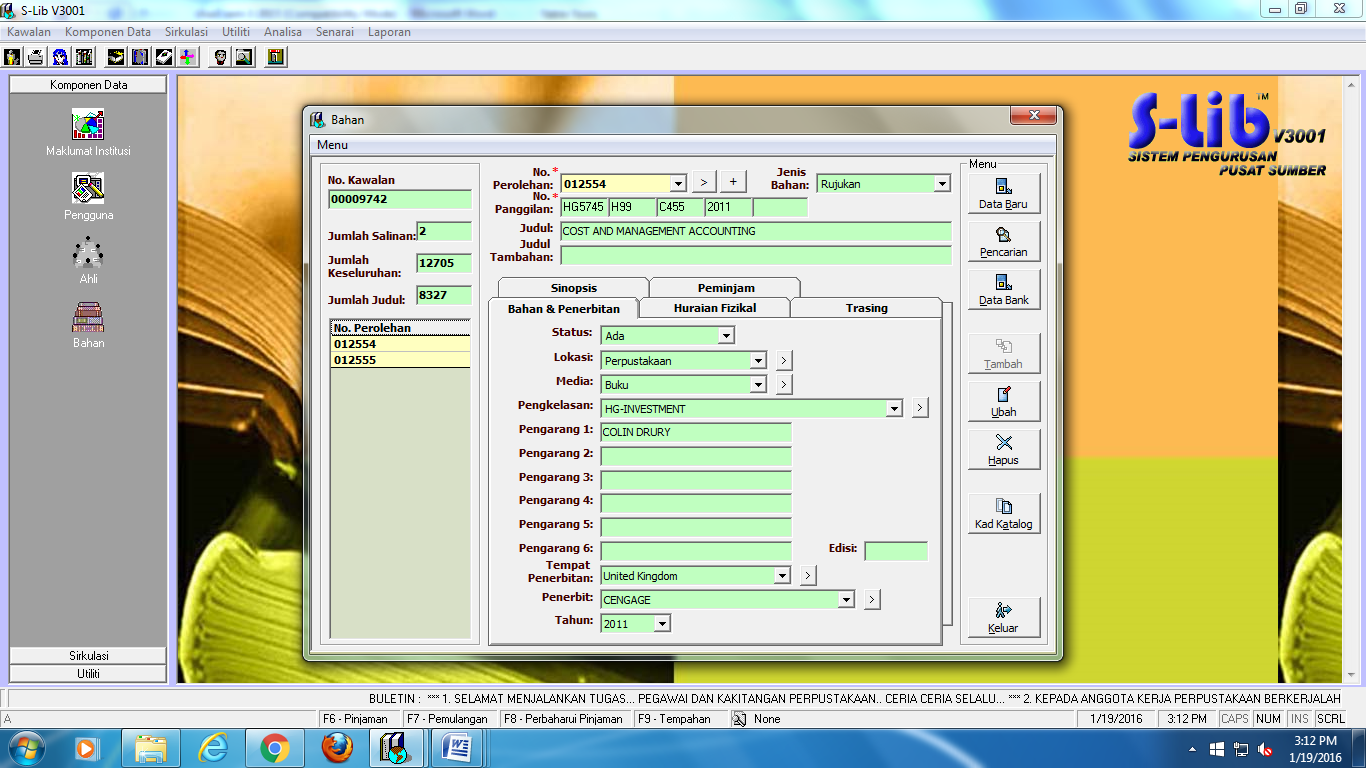 S-Lib V3001
Kawalan Komponen Data Sirkulasi Utiliti Analisa Senarai Laporan
Komponen Data
Maklumat Institusi
Pengguna
Ahli
Bahan
Sirkulasi
Utiliti
S-Lib V3001 ™
SISTEM PENGURUSAN
PUSAT SUMBER
Bahan
Menu
No. Kawalan
00009742
Jumlah Salinan: 2
Jumlah Keseluruhan: 12705
Jumlah Judul: 8327
No. Perolehan
012554
012555
No. * Perolehan: 012554 > + Jenis Bahan: Rujukan
No. * Panggilan: HG5745 H99 C455 2011
Judul: COST AND MANAGEMENT ACCOUNTING
Judul Tambahan:
Sinopsis Peminjam
Bahan & Penerbitan Huraian Fizikal Trasing
Status: Ada
Lokasi: Perpustakaan >
Media: Buku >
Pengkelasan: HG-INVESTMENT >
Pengarang 1: COLIN DRURY
Pengarang 2:
Pengarang 3:
Pengarang 4:
Pengarang 5:
Pengarang 6: Edisi:
Tempat Penerbitan: United Kingdom >
Penerbit: CENGAGE >
Tahun: 2011
Menu
Data Baru
Pencarian
Data Bank
Tambah
Ubah
Hapus
Kad Katalog
Keluar
BULETIN : *** 1. SELAMAT MENJALANKAN TUGAS... PEGAWAI DAN KAKITANGAN PERPUSTAKAAN.. CERIA CERIA SELALU... *** 2. KEPADA ANGGOTA KERJA PERPUSTAKAAN BERKERJALAH
A F6 - Pinjaman F7 - Pemulangan F8 - Perbaharui Pinjaman F9 - Tempahan None 1/19/2016 3:12 PM CAPS NUM INS SCRL
3:12 PM
1/19/2016